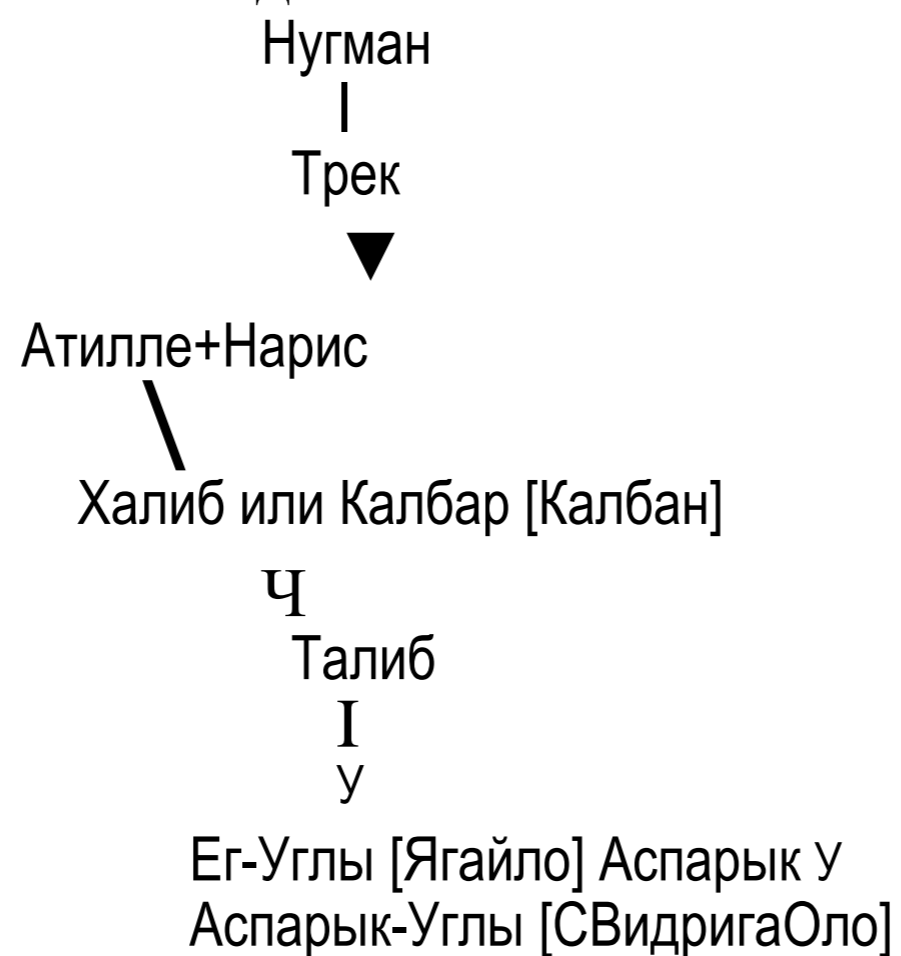 Нугман
|
Трек
▼
Атилле+Нарис
\
Халиб или Калбар [Калбан]
Ч
Талиб
I
У
Ег-Углы [Ягайло] Аспарык У
Аспарык-Углы [СВидригаОло]